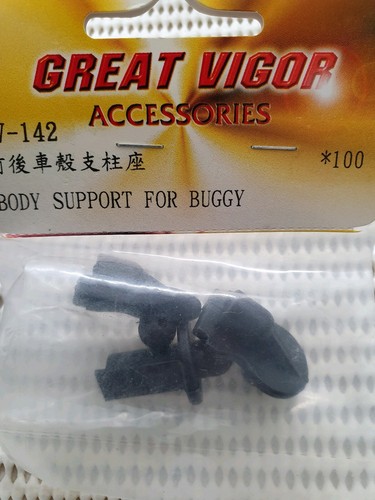 GREAT VIGOR
ACCESSORIES
-142
後車殼支柱座
*100
BODY SUPPORT FOR BUGGY